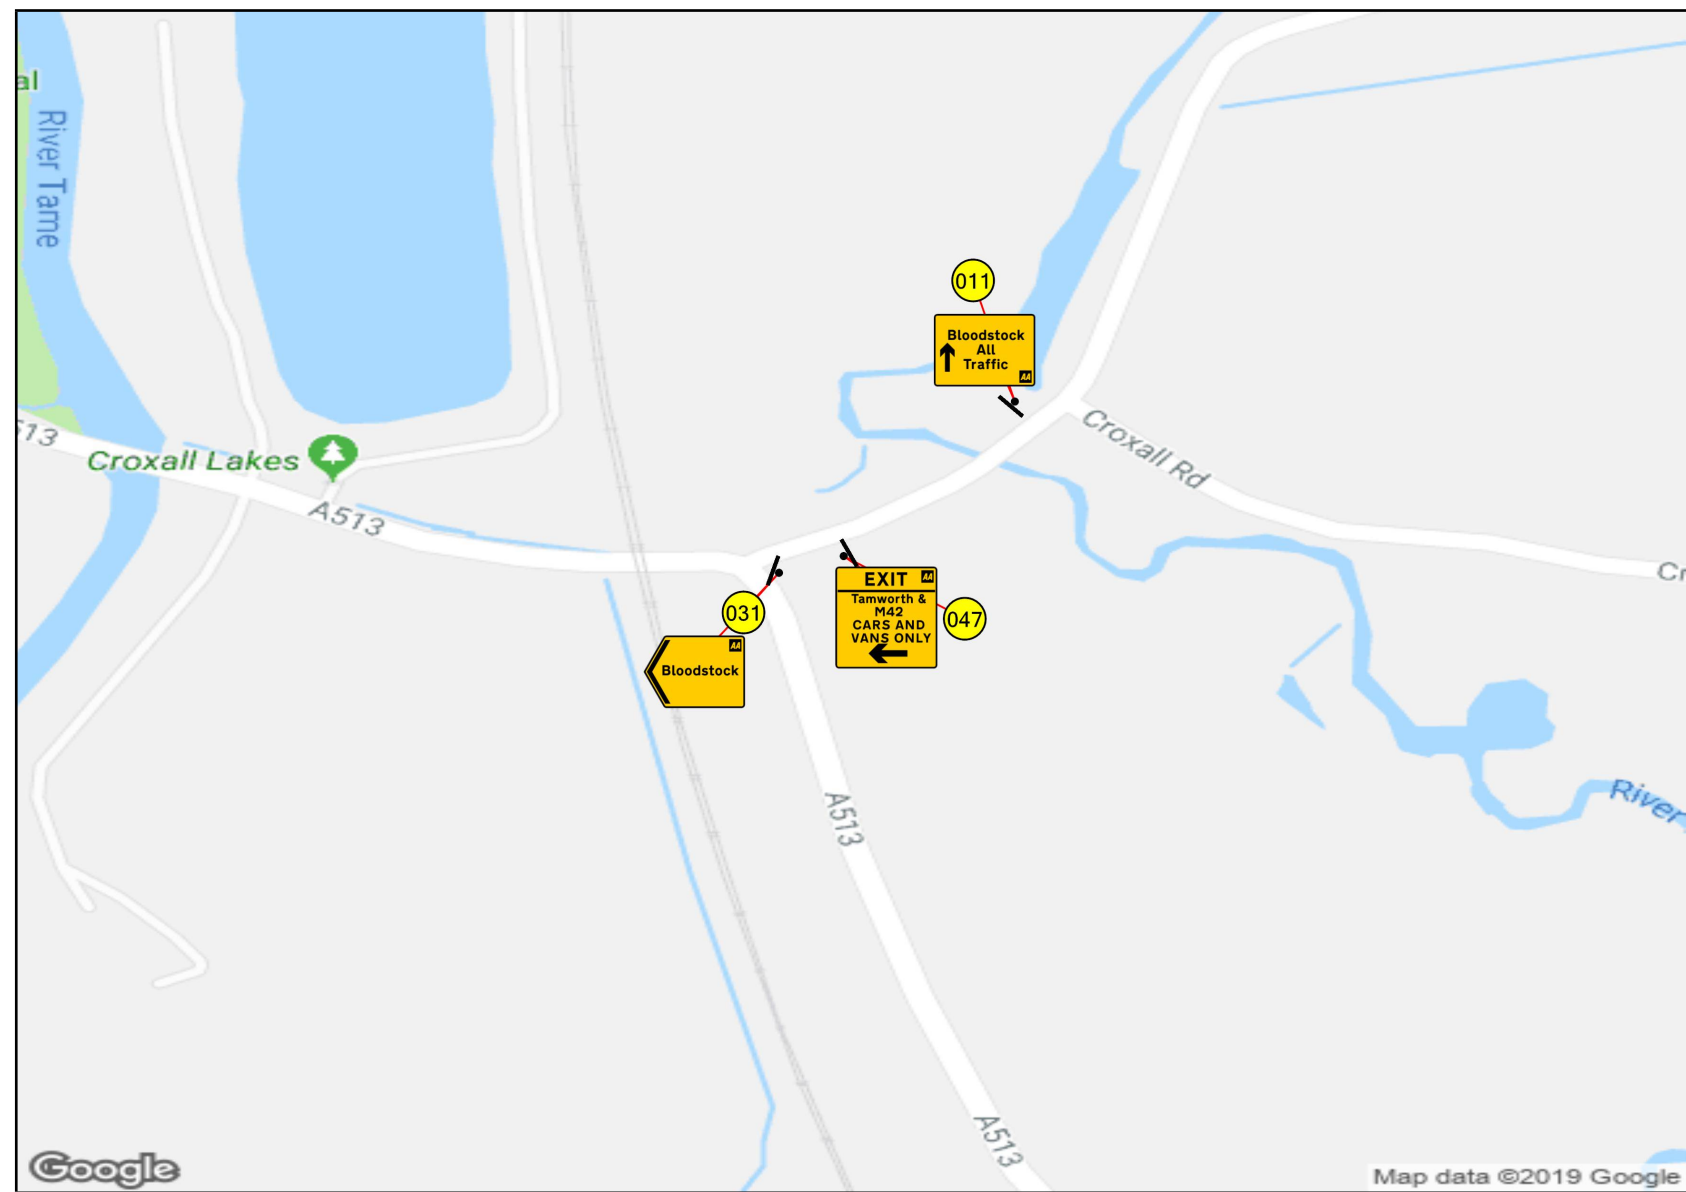 al
River Tame
513
Croxall Lakes
A513
011
Bloodstock
All
Traffic
AA
Croxall Rd
Cr
031
AA
Bloodstock
EXIT AA
Tamworth &
M42
CARS AND
VANS ONLY
047
A513
River
A513
Google
Map data ©2019 Google